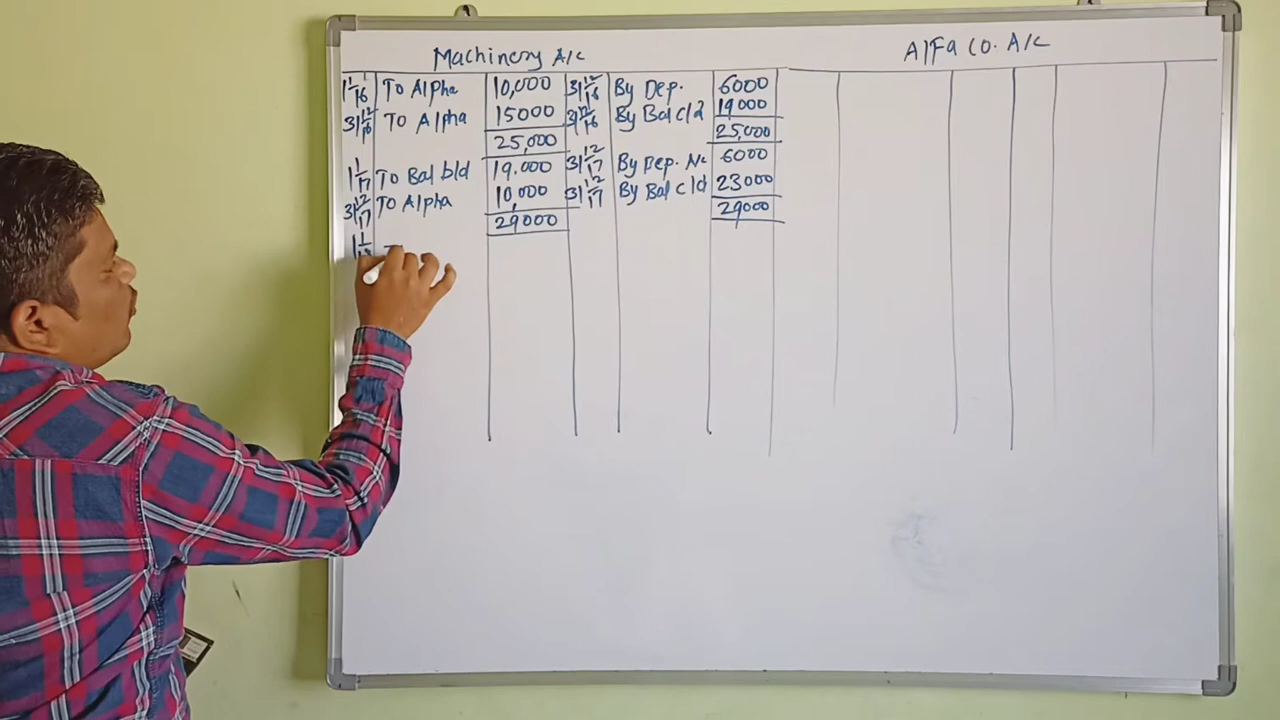 Machinery A/c
Alfa Co. A/c
1/1/16 To Alpha 10,000 31/12/16 By Dep. 6000
31/12/16 To Alpha 15000 31/12/16 By Bal c/d 19000
25,000 25,000
1/1/17 To Bal b/d 19,000 31/12/17 By Dep. A/c 6000
31/12/17 To Alpha 10,000 31/12/17 By Bal c/d 23000
29000 29000